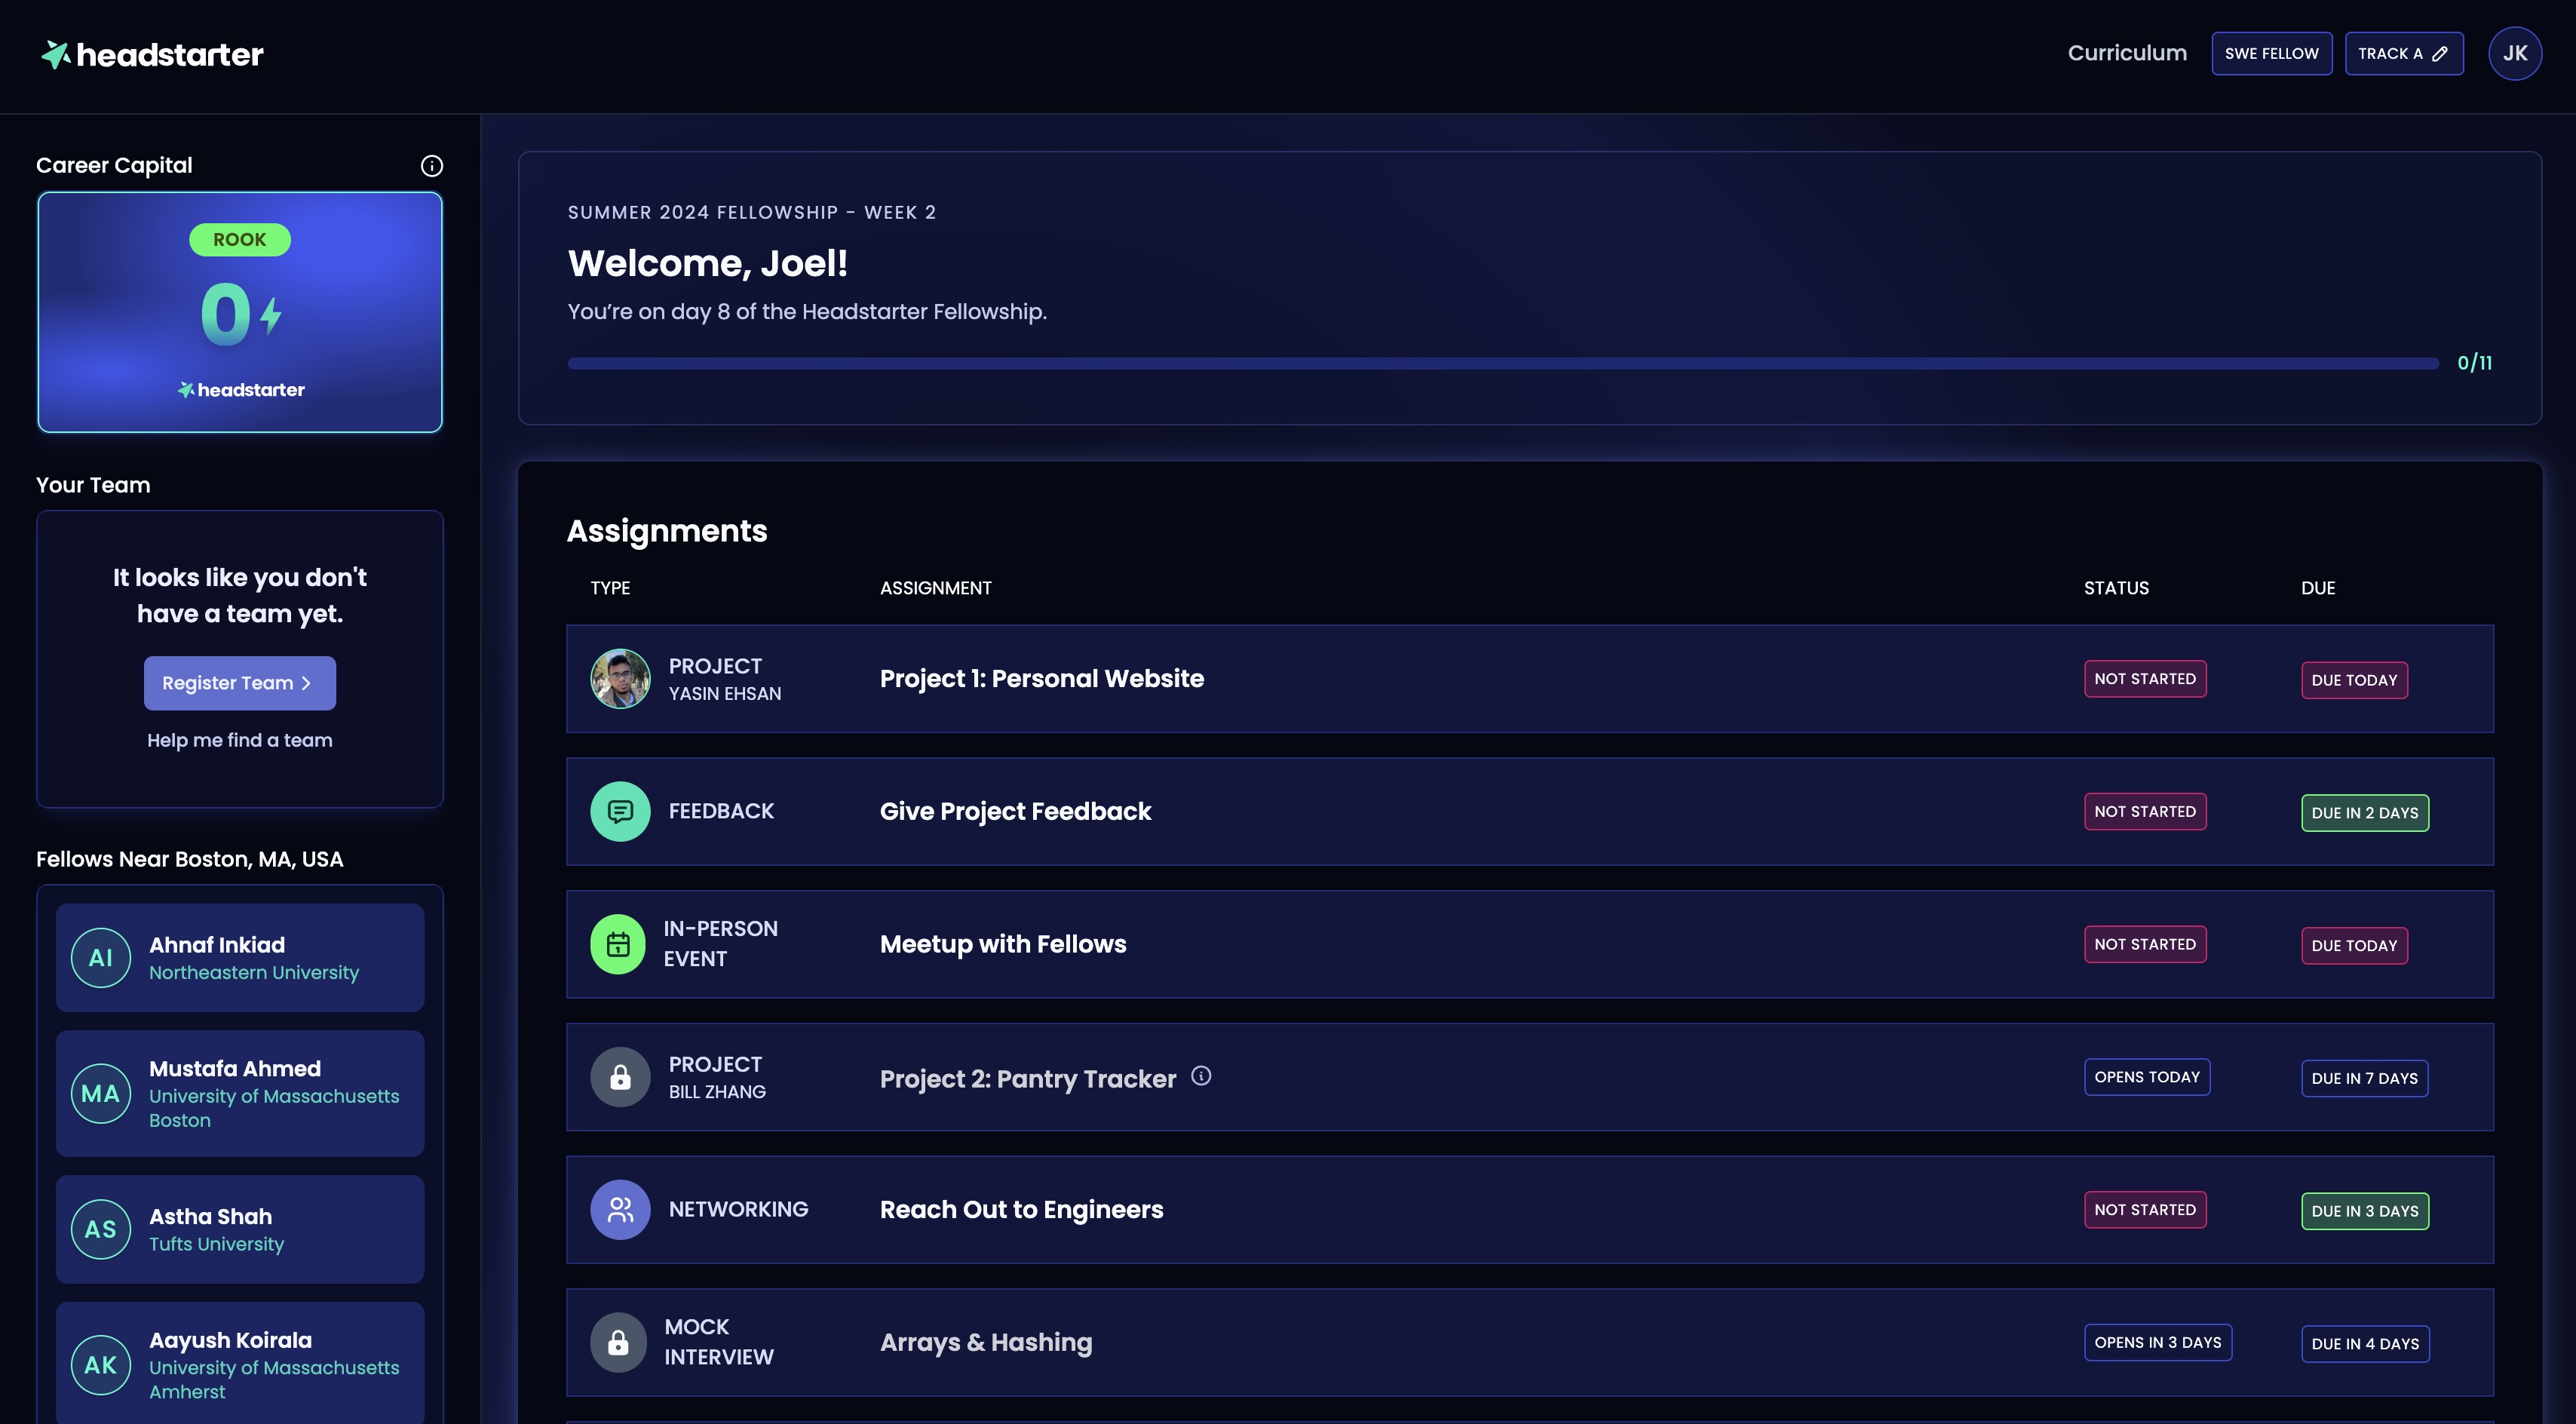 headstarter
Curriculum
SWE FELLOW
TRACK A
JK
Career Capital
ROOK
0
headstarter
Your Team
It looks like you don't
have a team yet.
Register Team
Help me find a team
Fellows Near Boston, MA, USA
AI
Ahnaf Inkiad
Northeastern University
MA
Mustafa Ahmed
University of Massachusetts
Boston
AS
Astha Shah
Tufts University
AK
Aayush Koirala
University of Massachusetts
Amherst
SUMMER 2024 FELLOWSHIP - WEEK 2
Welcome, Joel!
You’re on day 8 of the Headstarter Fellowship.
0/11
Assignments
TYPE
ASSIGNMENT
STATUS
DUE
PROJECT
YASIN EHSAN
Project 1: Personal Website
NOT STARTED
DUE TODAY
FEEDBACK
Give Project Feedback
NOT STARTED
DUE IN 2 DAYS
IN-PERSON
EVENT
Meetup with Fellows
NOT STARTED
DUE TODAY
PROJECT
BILL ZHANG
Project 2: Pantry Tracker
OPENS TODAY
DUE IN 7 DAYS
NETWORKING
Reach Out to Engineers
NOT STARTED
DUE IN 3 DAYS
MOCK
INTERVIEW
Arrays & Hashing
OPENS IN 3 DAYS
DUE IN 4 DAYS